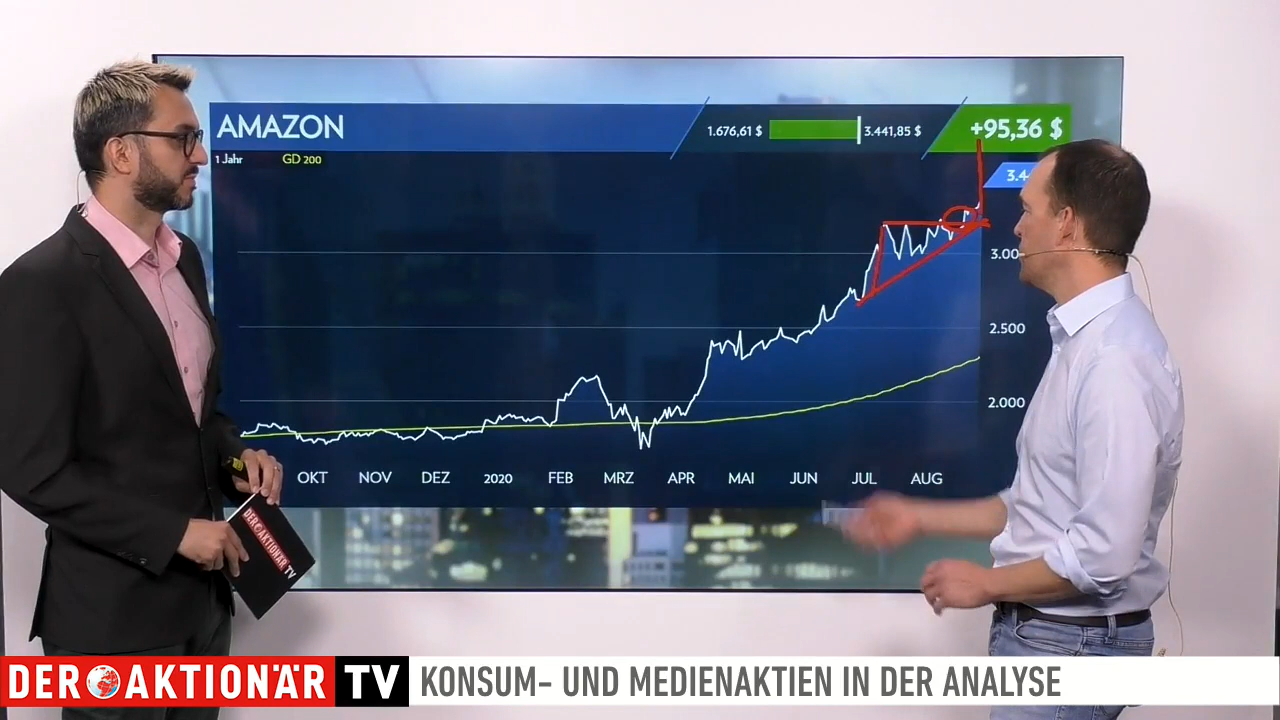 AMAZON
1.676,61 $
3.441,85 $
+95,36 $
1 Jahr
GD 200
3.4
3.00
2.500
2.000
OKT NOV DEZ 2020 FEB MRZ APR MAI JUN JUL AUG
DER AKTIONÄR TV
DER AKTIONÄR TV
KONSUM- UND MEDIENAKTIEN IN DER ANALYSE